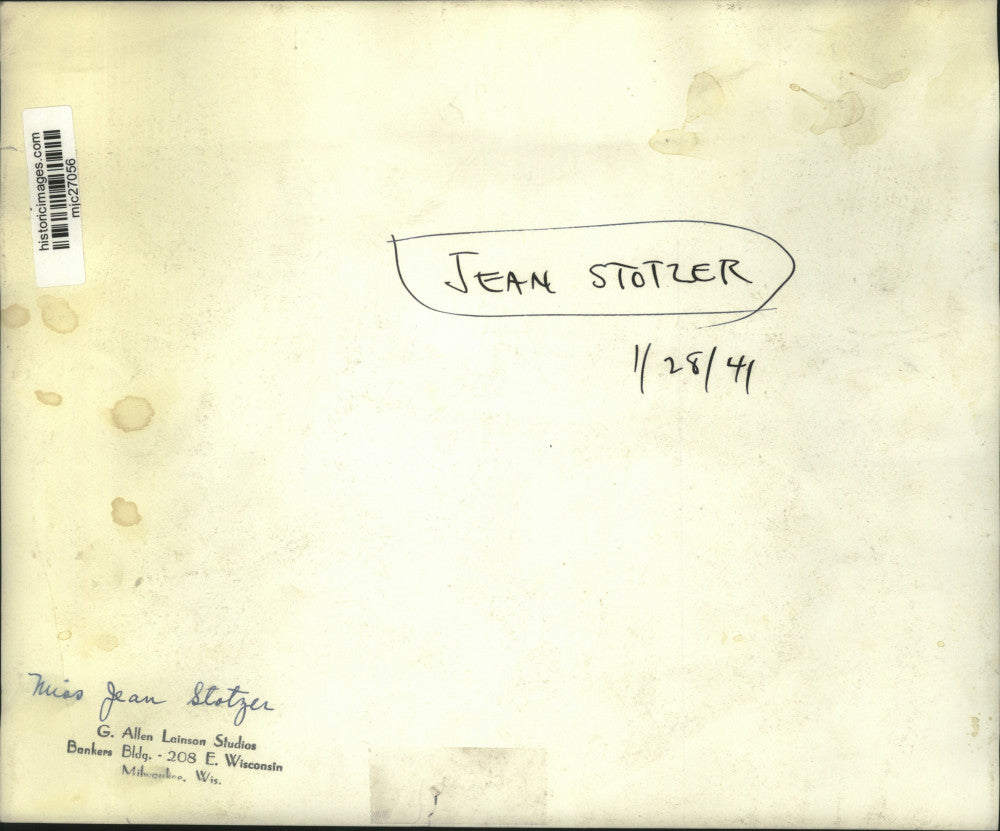 historicimages.com
mjc27056
JEAN STOTZER
1/28/41
Miss Jean Stotzer
G. Allen Lainson Studios
Bankers Bldg. - 208 E. Wisconsin
Milwaukee, Wis.